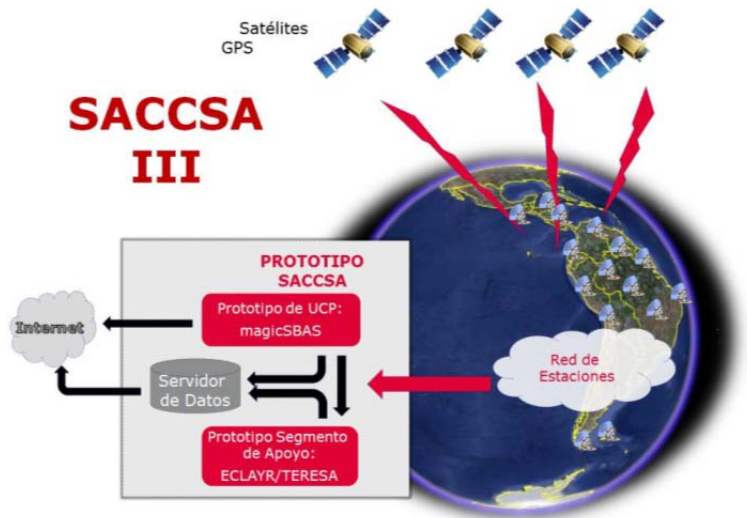 Satélites
GPS
SACCSA
III
PROTOTIPO
SACCSA
Prototipo de UCP:
magicSBAS
Internet
Servidor
de Datos
Red de
Estaciones
Prototipo Segmento
de Apoyo:
ECLAYR/TERESA